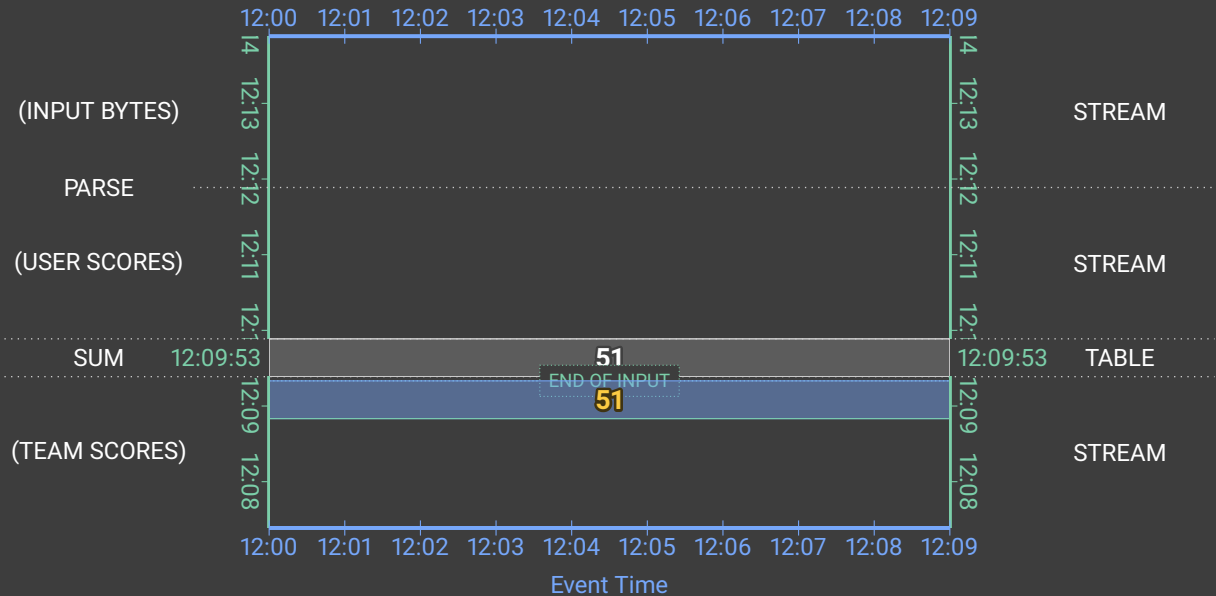 12:00 12:01 12:02 12:03 12:04 12:05 12:06 12:07 12:08 12:09
12:13 12:13
(INPUT BYTES) STREAM
12:12 12:12
PARSE
12:11 12:11
(USER SCORES) STREAM
SUM 12:09:53 51 12:09:53 TABLE
END OF INPUT
51
12:09 12:09
(TEAM SCORES) STREAM
12:08 12:08
12:00 12:01 12:02 12:03 12:04 12:05 12:06 12:07 12:08 12:09
Event Time